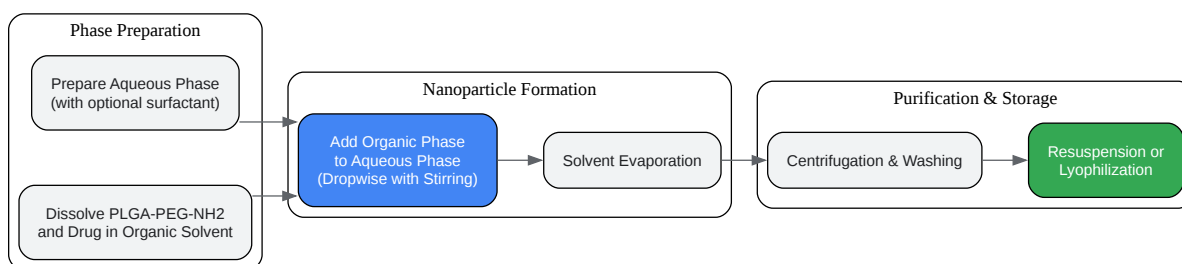 Phase Preparation
Prepare Aqueous Phase
(with optional surfactant)
Dissolve PLGA-PEG-NH2
and Drug in Organic Solvent
Nanoparticle Formation
Add Organic Phase
to Aqueous Phase
(Dropwise with Stirring)
Solvent Evaporation
Purification & Storage
Centrifugation & Washing
Resuspension or
Lyophilization